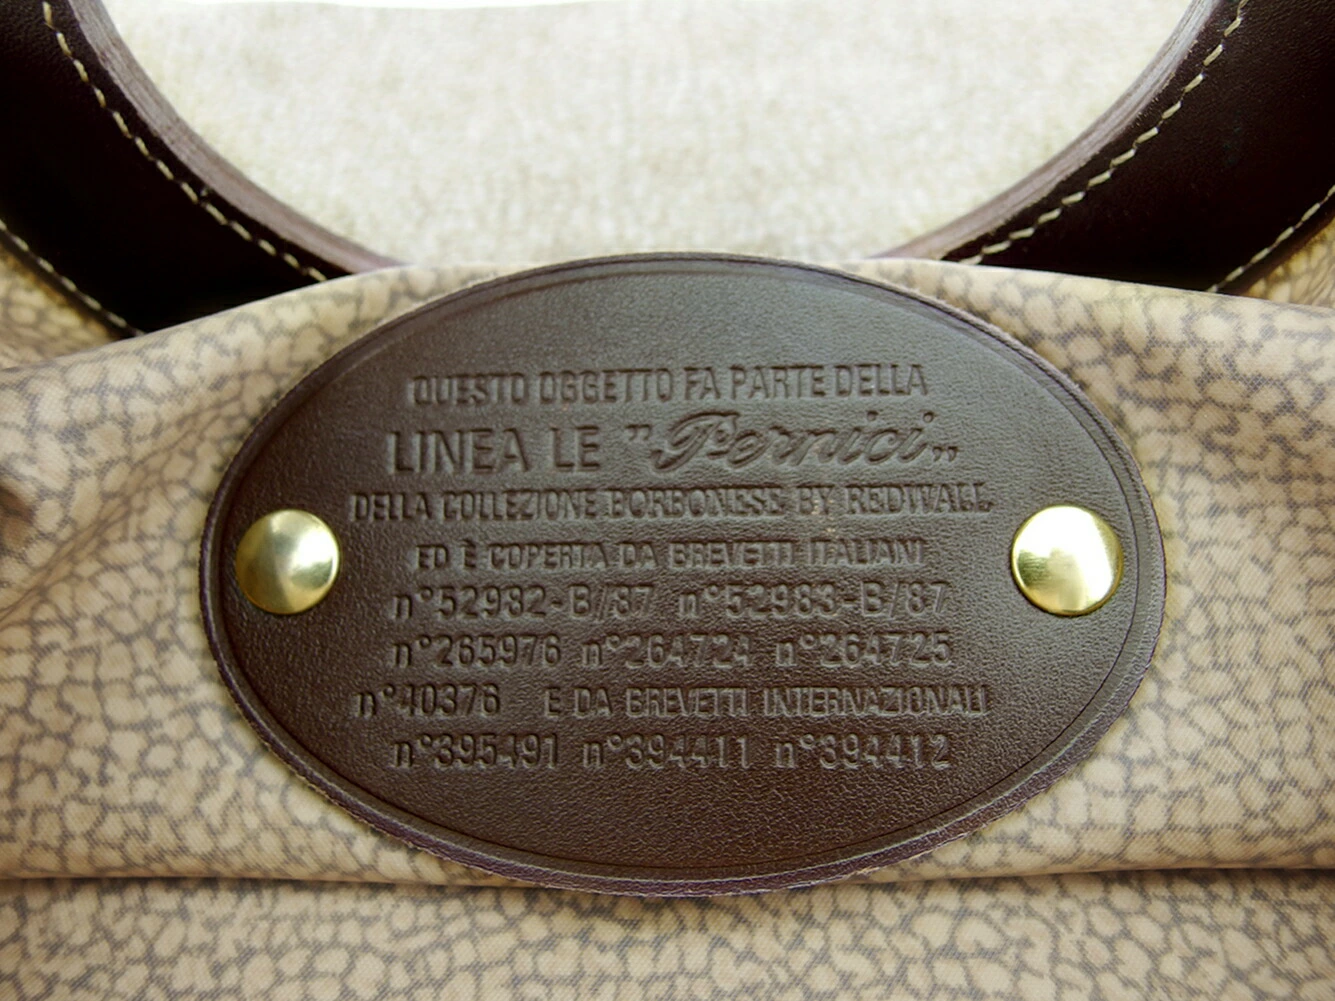 QUESTO OGGETTO FA PARTE DELLA
LINEA LE "Pernici„
DELLA COLLEZIONE BORBONESE BY REDWALL
ED È COPERTA DA BREVETTI ITALIANI
n°52982-B/87 n°52983-B/87
n°265976 n°264724 n°264725
n°40376 E DA BREVETTI INTERNAZIONALI
n°395491 n°394411 n°394412